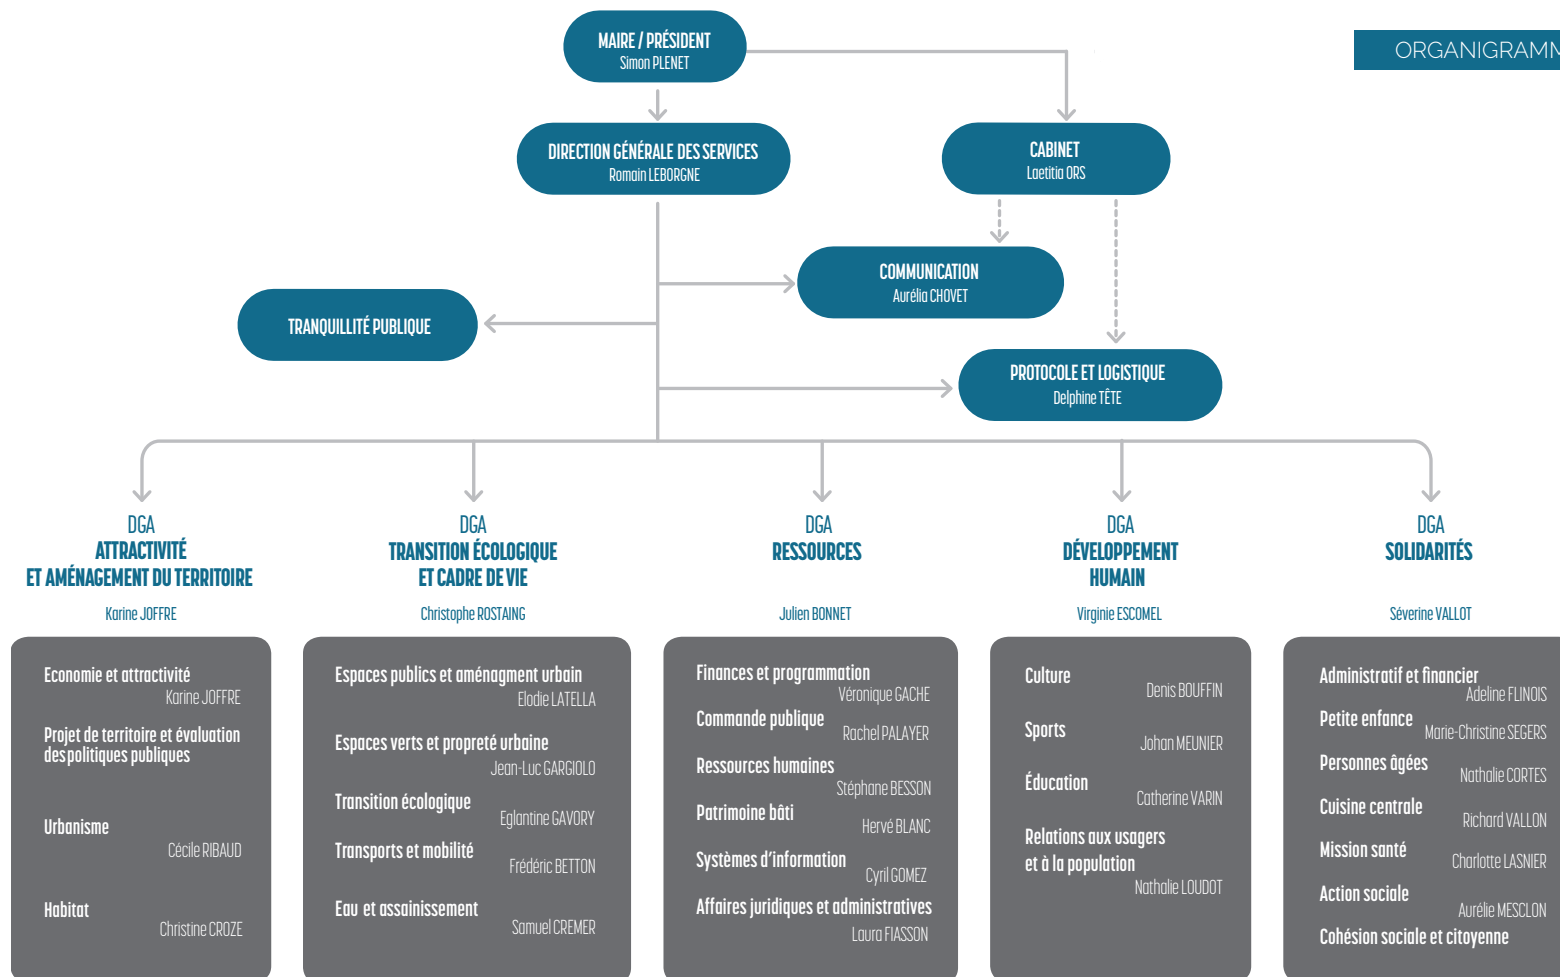 MAIRE / PRÉSIDENT
Simon PLENET
ORGANIGRAMM
DIRECTION GÉNÉRALE DES SERVICES
Romain LEBORGNE
CABINET
Laetitia ORS
COMMUNICATION
Aurélia CHOVET
TRANQUILLITÉ PUBLIQUE
PROTOCOLE ET LOGISTIQUE
Delphine TÊTE
DGA
ATTRACTIVITÉ
ET AMÉNAGEMENT DU TERRITOIRE
Karine JOFFRE
Economie et attractivité
Karine JOFFRE
Projet de territoire et évaluation
des politiques publiques
Urbanisme
Cécile RIBAUD
Habitat
Christine CROZE
DGA
TRANSITION ÉCOLOGIQUE
ET CADRE DE VIE
Christophe ROSTAING
Espaces publics et aménagment urbain
Elodie LATELLA
Espaces verts et propreté urbaine
Jean-Luc GARGIOLO
Transition écologique
Eglantine GAVORY
Transports et mobilité
Frédéric BETTON
Eau et assainissement
Samuel CREMER
DGA
RESSOURCES
Julien BONNET
Finances et programmation
Véronique GACHE
Commande publique
Rachel PALAYER
Ressources humaines
Stéphane BESSON
Patrimoine bâti
Hervé BLANC
Systèmes d'information
Cyril GOMEZ
Affaires juridiques et administratives
Laura FIASSON
DGA
DÉVELOPPEMENT
HUMAIN
Virginie ESCOMEL
Culture
Denis BOUFFIN
Sports
Johan MEUNIER
Éducation
Catherine VARIN
Relations aux usagers
et à la population
Nathalie LOUDOT
DGA
SOLIDARITÉS
Séverine VALLOT
Administratif et financier
Adeline FLINOIS
Petite enfance
Marie-Christine SEGERS
Personnes âgées
Nathalie CORTES
Cuisine centrale
Richard VALLON
Mission santé
Charlotte LASNIER
Action sociale
Aurélie MESCLON
Cohésion sociale et citoyenne